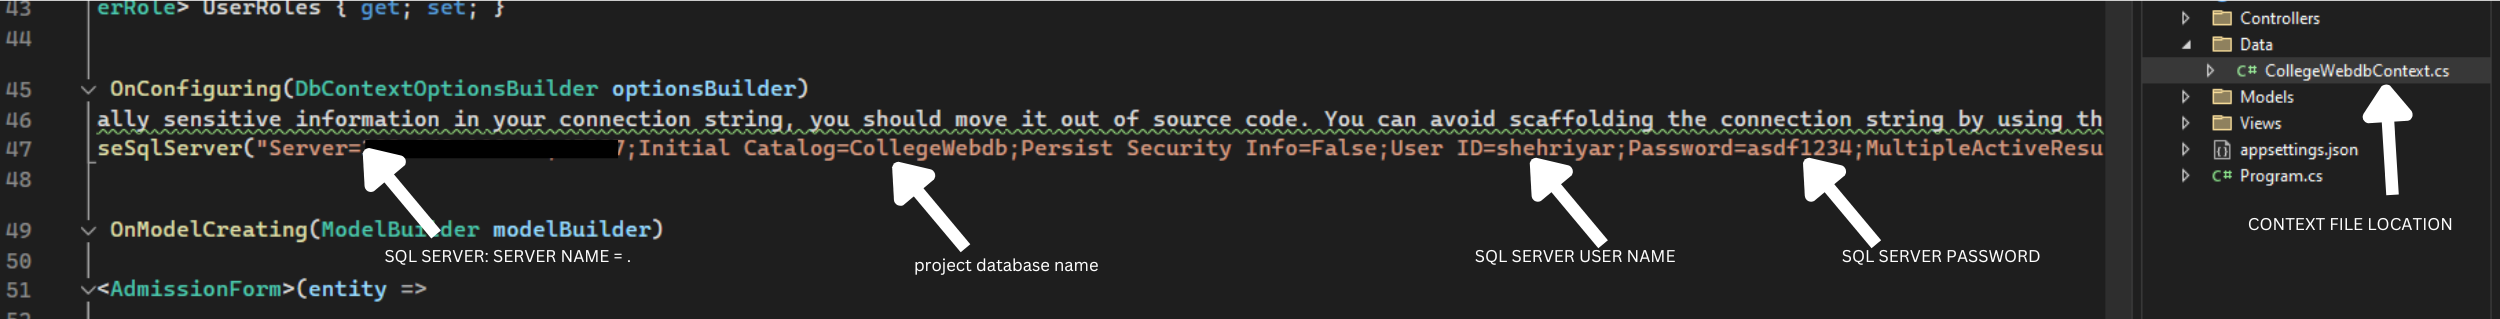 43 erRole> UserRoles { get; set; }
44
45 OnConfiguring(DbContextOptionsBuilder optionsBuilder)
46 ally sensitive information in your connection string, you should move it out of source code. You can avoid scaffolding the connection string by using th
47 seSqlServer("Server= 7;Initial Catalog=CollegeWebdb;Persist Security Info=False;User ID=shehriyar;Password=asdf1234;MultipleActiveResu
48
49 OnModelCreating(ModelBuilder modelBuilder)
50
51 <AdmissionForm>(entity =>
52
SQL SERVER: SERVER NAME = .
project database name
SQL SERVER USER NAME
SQL SERVER PASSWORD
Controllers
Data
C# CollegeWebdbContext.cs
Models
Views
appsettings.json
C# Program.cs
CONTEXT FILE LOCATION